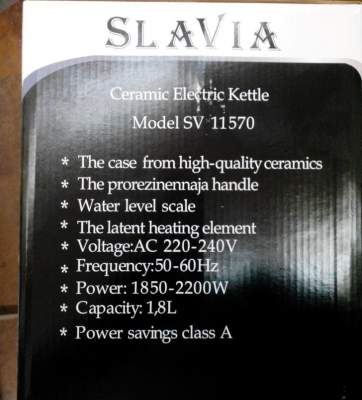 SLAVIA
Ceramic Electric Kettle
Model SV 11570
* The case from high-quality ceramics
* The prorezinennaja handle
* Water level scale
* The latent heating element
* Voltage:AC 220-240V
* Frequency:50-60Hz
* Power: 1850-2200W
* Capacity: 1,8L
* Power savings class A